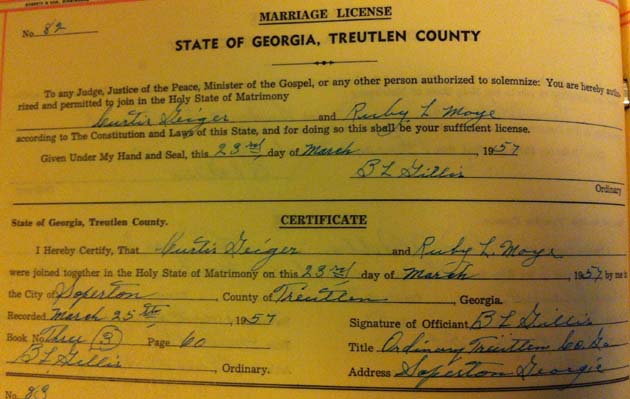 No. 82
MARRIAGE LICENSE
STATE OF GEORGIA, TREUTLEN COUNTY
To any Judge, Justice of the Peace, Minister of the Gospel, or any other person authorized to solemnize: You are hereby autho-
rized and permitted to join in the Holy State of Matrimony
Curtis Geiger and Ruby L Moye
according to The Constitution and Laws of this State, and for doing so this shall be your sufficient license.
Given Under My Hand and Seal, this 23rd day of March, 1957
B L Gillis
Ordinary
State of Georgia, Treutlen County. CERTIFICATE
I Hereby Certify, That Curtis Geiger and Ruby L. Moye
were joined together in the Holy State of Matrimony on this 23rd day of March, 1957 by me in
the City of Soperton, County of Treutlen, Georgia.
Recorded March 25th, 1957 Signature of Officiant B L Gillis
Book No Three (3) Page 60 Title Ordinary Treutlen Co. Ga
B L Gillis, Ordinary. Address Soperton Georgia
No. 83